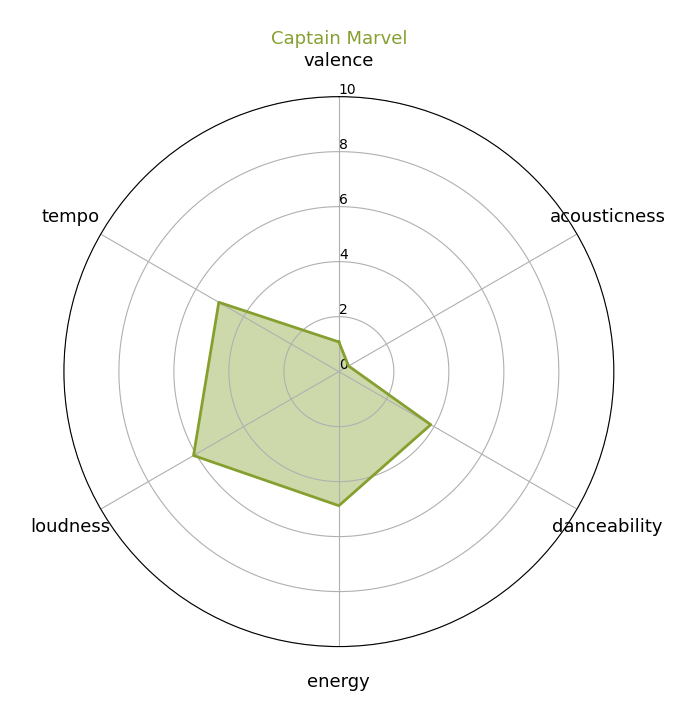 Captain Marvel
valence
10
8
6
4
2
0
tempo
acousticness
loudness
danceability
energy